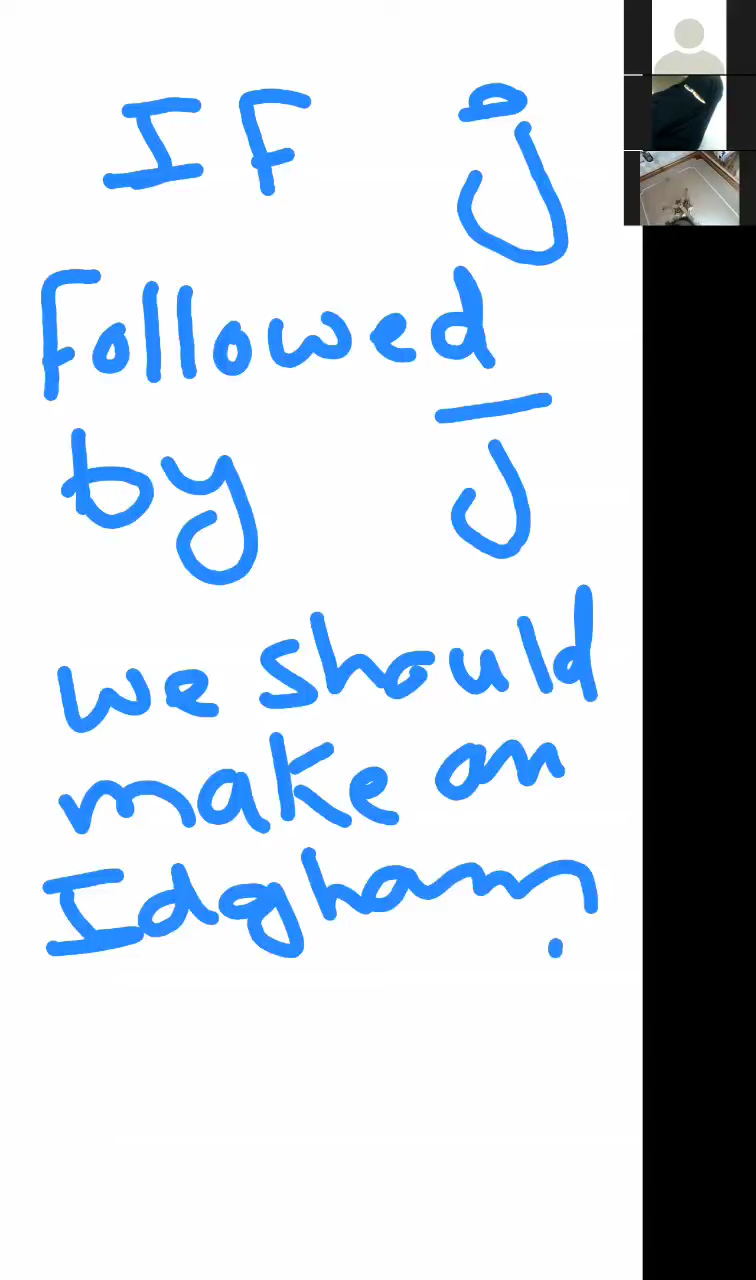 IF لْ
Followed
by لَ
we should
make an
Idgham.